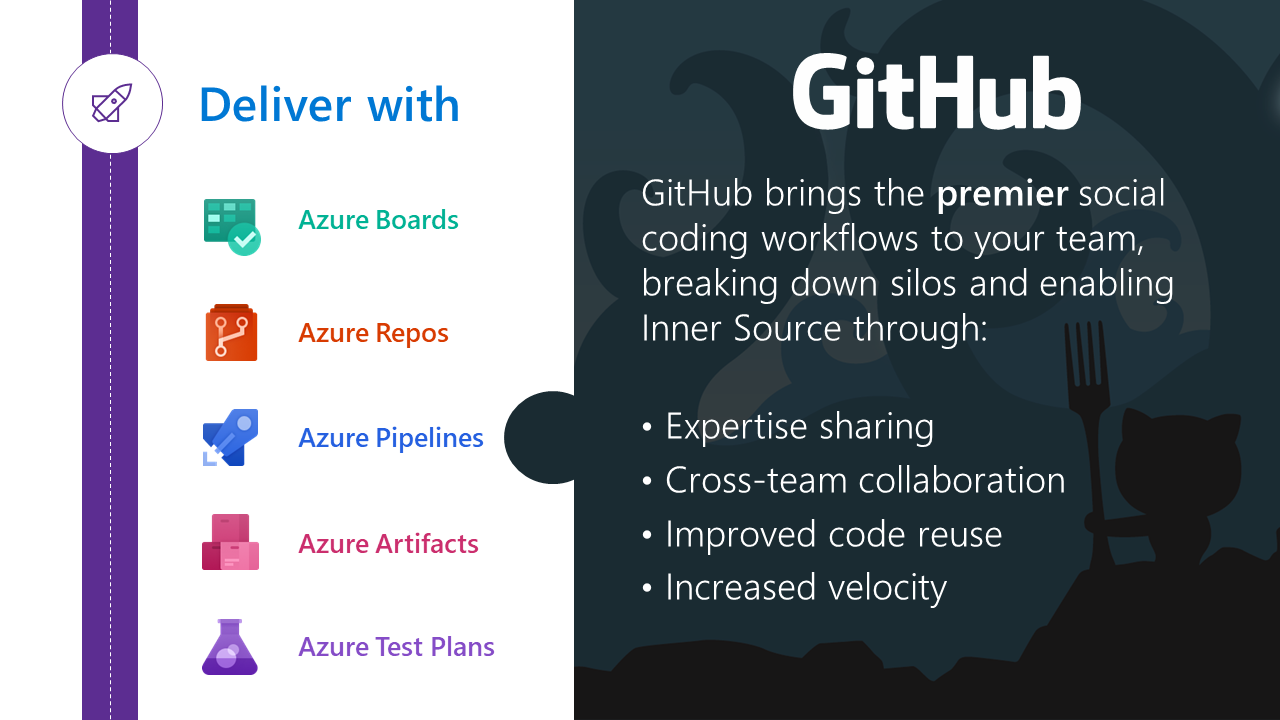 Deliver with
Azure Boards
Azure Repos
Azure Pipelines
Azure Artifacts
Azure Test Plans
GitHub
GitHub brings the premier social
coding workflows to your team,
breaking down silos and enabling
Inner Source through:
• Expertise sharing
• Cross-team collaboration
• Improved code reuse
• Increased velocity